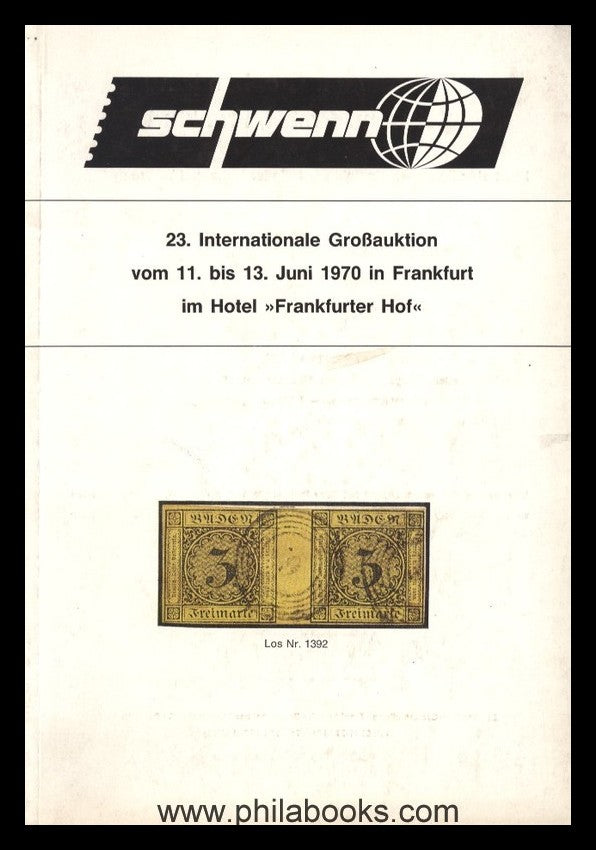 schwenn
23. Internationale Großauktion
vom 11. bis 13. Juni 1970 in Frankfurt
im Hotel »Frankfurter Hof«
BADEN BADEN
3 3
Freimarke Freimarke
Los Nr. 1392
www.philabooks.com